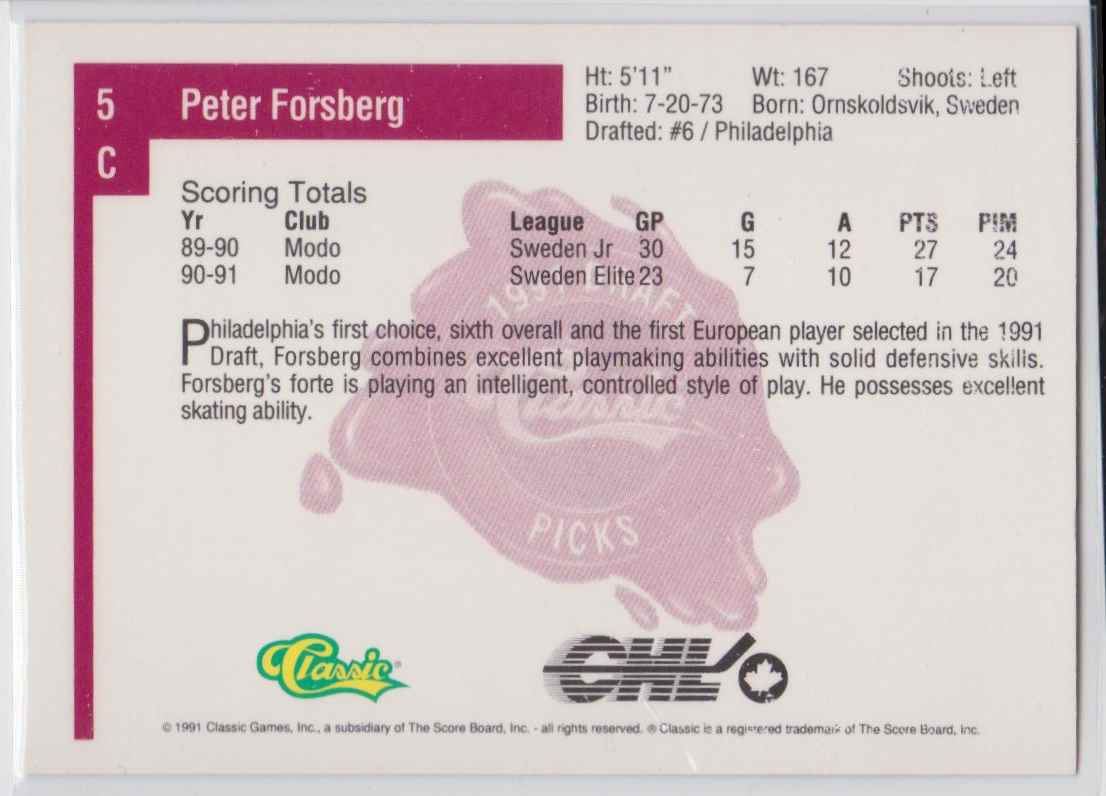 5 Peter Forsberg
C
Ht: 5'11" Wt: 167 Shoots: Left
Birth: 7-20-73 Born: Ornskoldsvik, Sweden
Drafted: #6 / Philadelphia
Scoring Totals
Yr Club League GP G A PTS PIM
89-90 Modo Sweden Jr 30 15 12 27 24
90-91 Modo Sweden Elite 23 7 10 17 20
Philadelphia's first choice, sixth overall and the first European player selected in the 1991
Draft, Forsberg combines excellent playmaking abilities with solid defensive skills.
Forsberg's forte is playing an intelligent, controlled style of play. He possesses excellent
skating ability.
1991 DRAFT
Classic
PICKS
Classic®
CHL
© 1991 Classic Games, Inc., a subsidiary of The Score Board, Inc. - all rights reserved. ® Classic is a registered trademark of The Score Board, Inc.